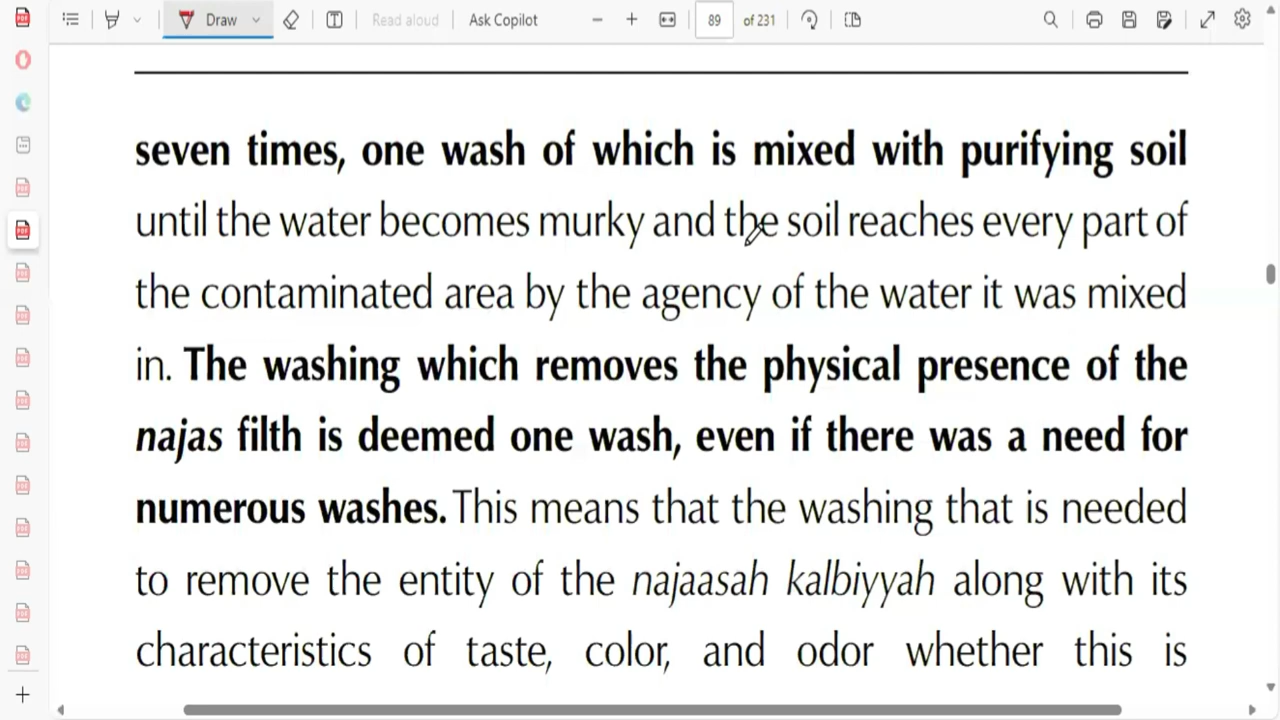 Draw
Read aloud
Ask Copilot
89
of 231
seven times, one wash of which is mixed with purifying soil
until the water becomes murky and the soil reaches every part of
the contaminated area by the agency of the water it was mixed
in. The washing which removes the physical presence of the
najas filth is deemed one wash, even if there was a need for
numerous washes. This means that the washing that is needed
to remove the entity of the najaasah kalbiyyah along with its
characteristics of taste, color, and odor whether this is